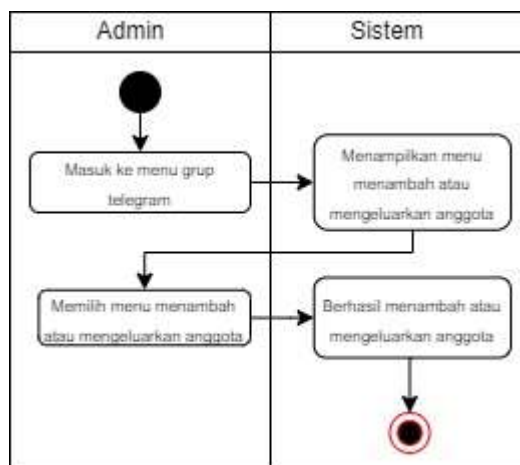 Admin
Sistem
Masuk ke menu grup
telegram
Menampilkan menu
menambah atau
mengeluarkan anggota
Memilih menu menambah
atau mengeluarkan anggota
Berhasil menambah atau
mengeluarkan anggota